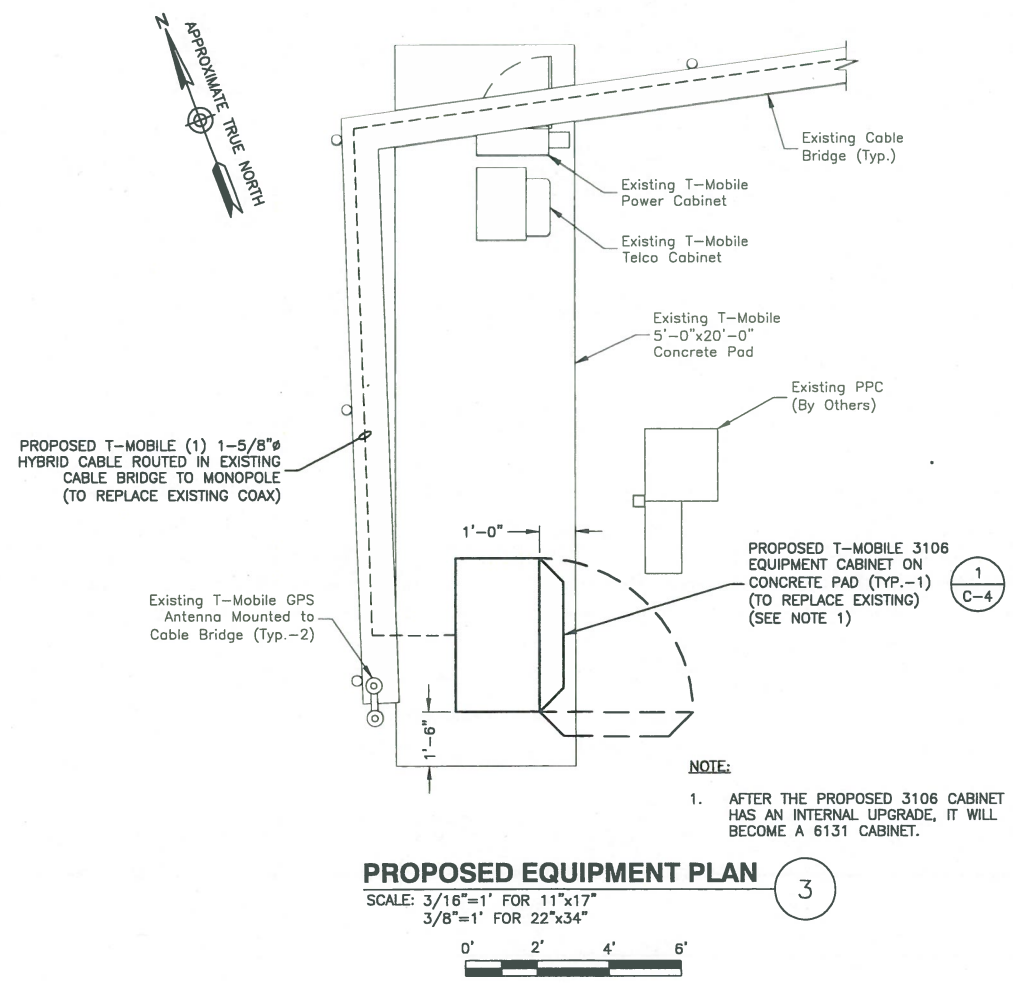 N
APPROXIMATE TRUE NORTH
Existing Cable
Bridge (Typ.)
Existing T-Mobile
Power Cabinet
Existing T-Mobile
Telco Cabinet
Existing T-Mobile
5'-0"x20'-0"
Concrete Pad
Existing PPC
(By Others)
PROPOSED T-MOBILE (1) 1-5/8"ø
HYBRID CABLE ROUTED IN EXISTING
CABLE BRIDGE TO MONOPOLE
(TO REPLACE EXISTING COAX)
1'-0"
PROPOSED T-MOBILE 3106
EQUIPMENT CABINET ON
CONCRETE PAD (TYP.-1)
(TO REPLACE EXISTING)
(SEE NOTE 1)
1
C-4
Existing T-Mobile GPS
Antenna Mounted to
Cable Bridge (Typ.-2)
1'-6"
NOTE:
1. AFTER THE PROPOSED 3106 CABINET
HAS AN INTERNAL UPGRADE, IT WILL
BECOME A 6131 CABINET.
PROPOSED EQUIPMENT PLAN
3
SCALE: 3/16"=1' FOR 11"x17"
3/8"=1' FOR 22"x34"
0' 2' 4' 6'